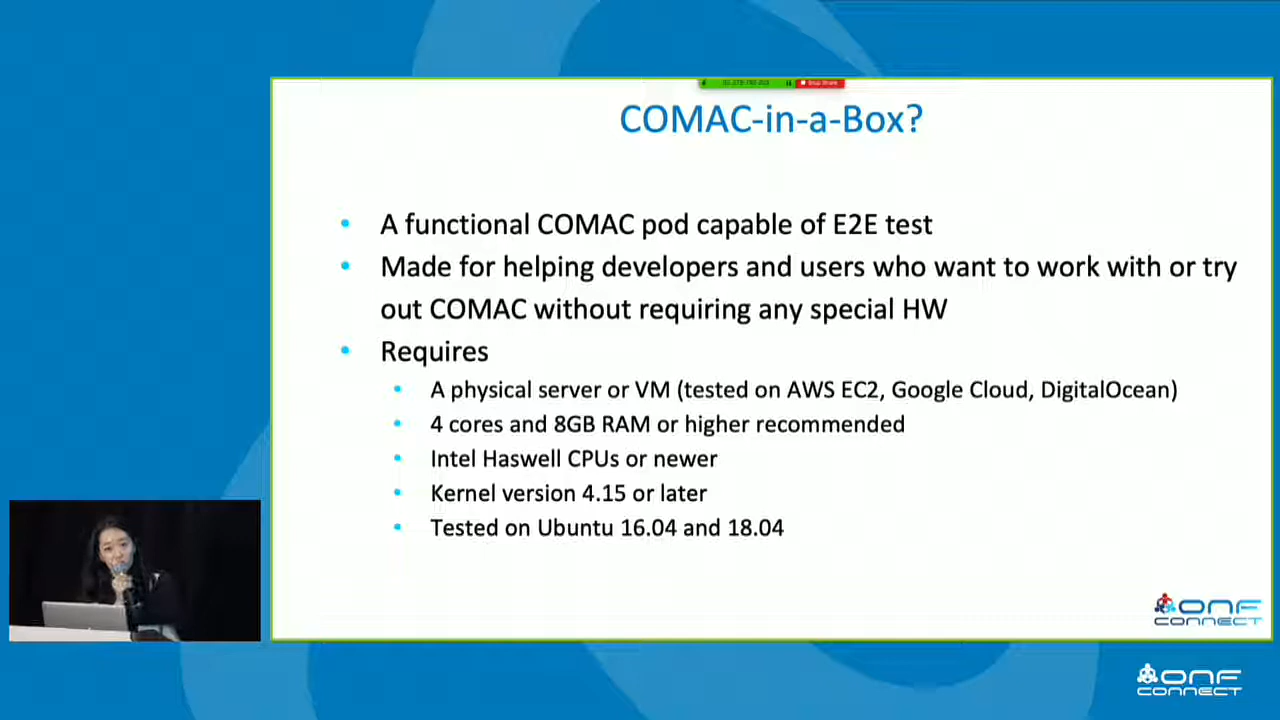 COMAC-in-a-Box?
A functional COMAC pod capable of E2E test
Made for helping developers and users who want to work with or try
out COMAC without requiring any special HW
Requires
A physical server or VM (tested on AWS EC2, Google Cloud, DigitalOcean)
4 cores and 8GB RAM or higher recommended
Intel Haswell CPUs or newer
Kernel version 4.15 or later
Tested on Ubuntu 16.04 and 18.04
ONF
CONNECT
ONF
CONNECT